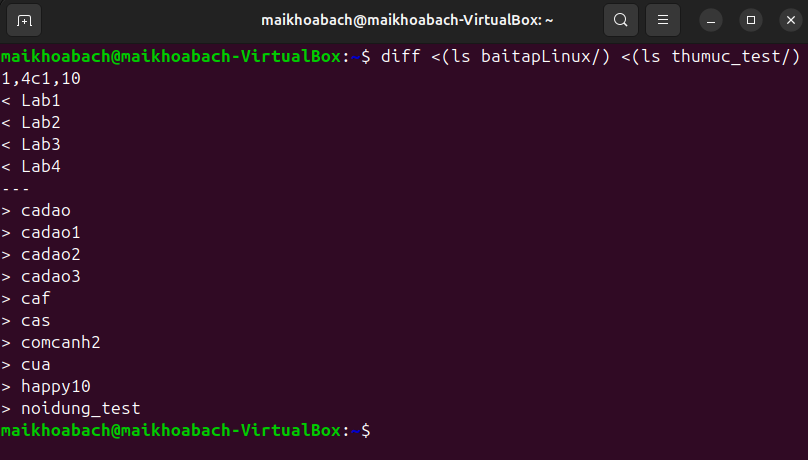 maikhoabach@maikhoabach-VirtualBox: ~
maikhoabach@maikhoabach-VirtualBox:~$ diff <(ls baitapLinux/) <(ls thumuc_test/)
1,4c1,10
< Lab1
< Lab2
< Lab3
< Lab4
---
> cadao
> cadao1
> cadao2
> cadao3
> caf
> cas
> comcanh2
> cua
> happy10
> noidung_test
maikhoabach@maikhoabach-VirtualBox:~$